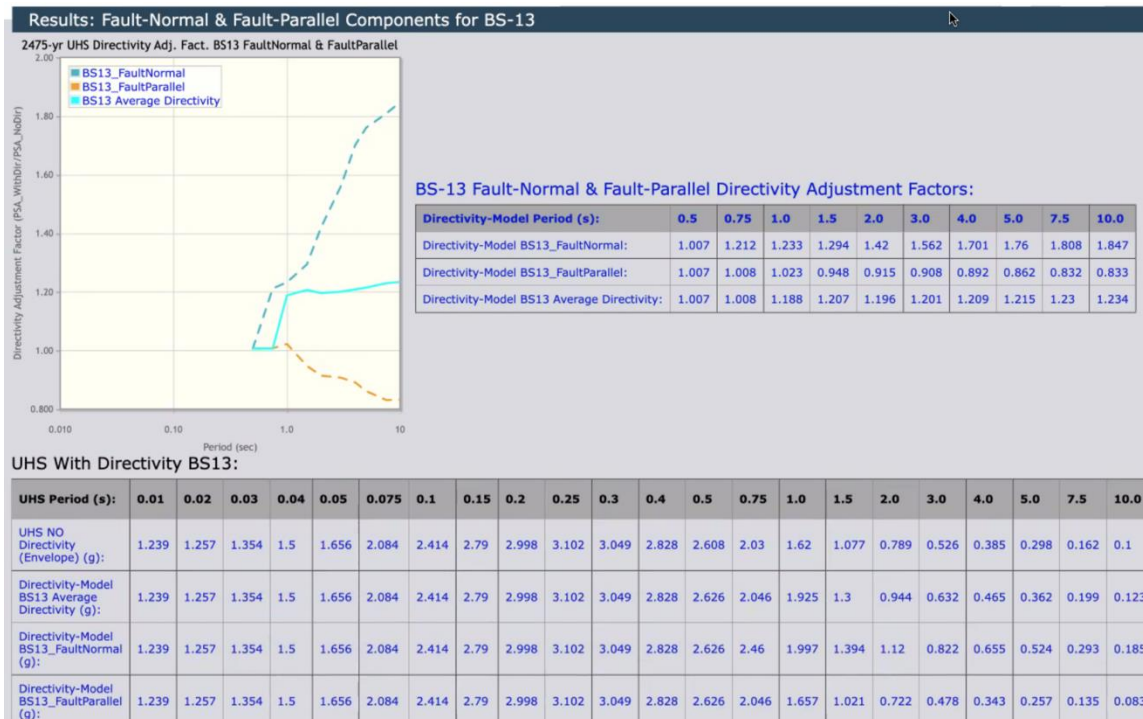 Results: Fault-Normal & Fault-Parallel Components for BS-13
2475-yr UHS Directivity Adj. Fact. BS13 FaultNormal & FaultParallel
2.00
BS13_FaultNormal
BS13_FaultParallel
BS13 Average Directivity
1.80
1.60
1.40
1.20
1.00
0.800
Directivity Adjustment Factor (PSA_WithDir/PSA_NoDir)
0.010 0.10 1.0 10
Period (sec)
BS-13 Fault-Normal & Fault-Parallel Directivity Adjustment Factors:
Directivity-Model Period (s): 0.5 0.75 1.0 1.5 2.0 3.0 4.0 5.0 7.5 10.0
Directivity-Model BS13_FaultNormal: 1.007 1.212 1.233 1.294 1.42 1.562 1.701 1.76 1.808 1.847
Directivity-Model BS13_FaultParallel: 1.007 1.008 1.023 0.948 0.915 0.908 0.892 0.862 0.832 0.833
Directivity-Model BS13 Average Directivity: 1.007 1.008 1.188 1.207 1.196 1.201 1.209 1.215 1.23 1.234
UHS With Directivity BS13:
UHS Period (s): 0.01 0.02 0.03 0.04 0.05 0.075 0.1 0.15 0.2 0.25 0.3 0.4 0.5 0.75 1.0 1.5 2.0 3.0 4.0 5.0 7.5 10.0
UHS NO
Directivity
(Envelope) (g): 1.239 1.257 1.354 1.5 1.656 2.084 2.414 2.79 2.998 3.102 3.049 2.828 2.608 2.03 1.62 1.077 0.789 0.526 0.385 0.298 0.162 0.1
Directivity-Model
BS13 Average
Directivity (g): 1.239 1.257 1.354 1.5 1.656 2.084 2.414 2.79 2.998 3.102 3.049 2.828 2.626 2.046 1.925 1.3 0.944 0.632 0.465 0.362 0.199 0.123
Directivity-Model
BS13_FaultNormal
(g): 1.239 1.257 1.354 1.5 1.656 2.084 2.414 2.79 2.998 3.102 3.049 2.828 2.626 2.46 1.997 1.394 1.12 0.822 0.655 0.524 0.293 0.185
Directivity-Model
BS13_FaultParallel
(g): 1.239 1.257 1.354 1.5 1.656 2.084 2.414 2.79 2.998 3.102 3.049 2.828 2.626 2.046 1.657 1.021 0.722 0.478 0.343 0.257 0.135 0.083